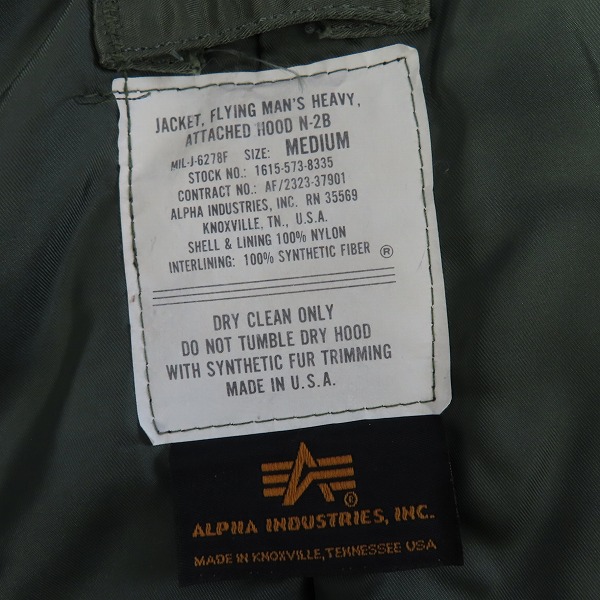 JACKET, FLYING MAN'S HEAVY,
ATTACHED HOOD N-2B
MIL-J-6278F SIZE: MEDIUM
STOCK NO.: 1615-573-8335
CONTRACT NO.: AF/2323-37901
ALPHA INDUSTRIES, INC. RN 35569
KNOXVILLE, TN., U.S.A.
SHELL & LINING 100% NYLON
INTERLINING: 100% SYNTHETIC FIBER ®
DRY CLEAN ONLY
DO NOT TUMBLE DRY HOOD
WITH SYNTHETIC FUR TRIMMING
MADE IN U.S.A.
®
ALPHA INDUSTRIES, INC.
MADE IN KNOXVILLE, TENNESSEE USA